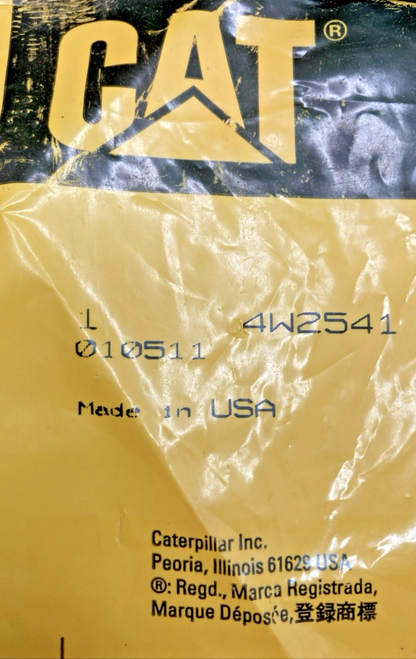 CAT®
1 4W2541
010511
Made in USA
Caterpillar Inc.
Peoria, Illinois 61629 USA
®: Regd., Marca Registrada,
Marque Déposée,登録商標